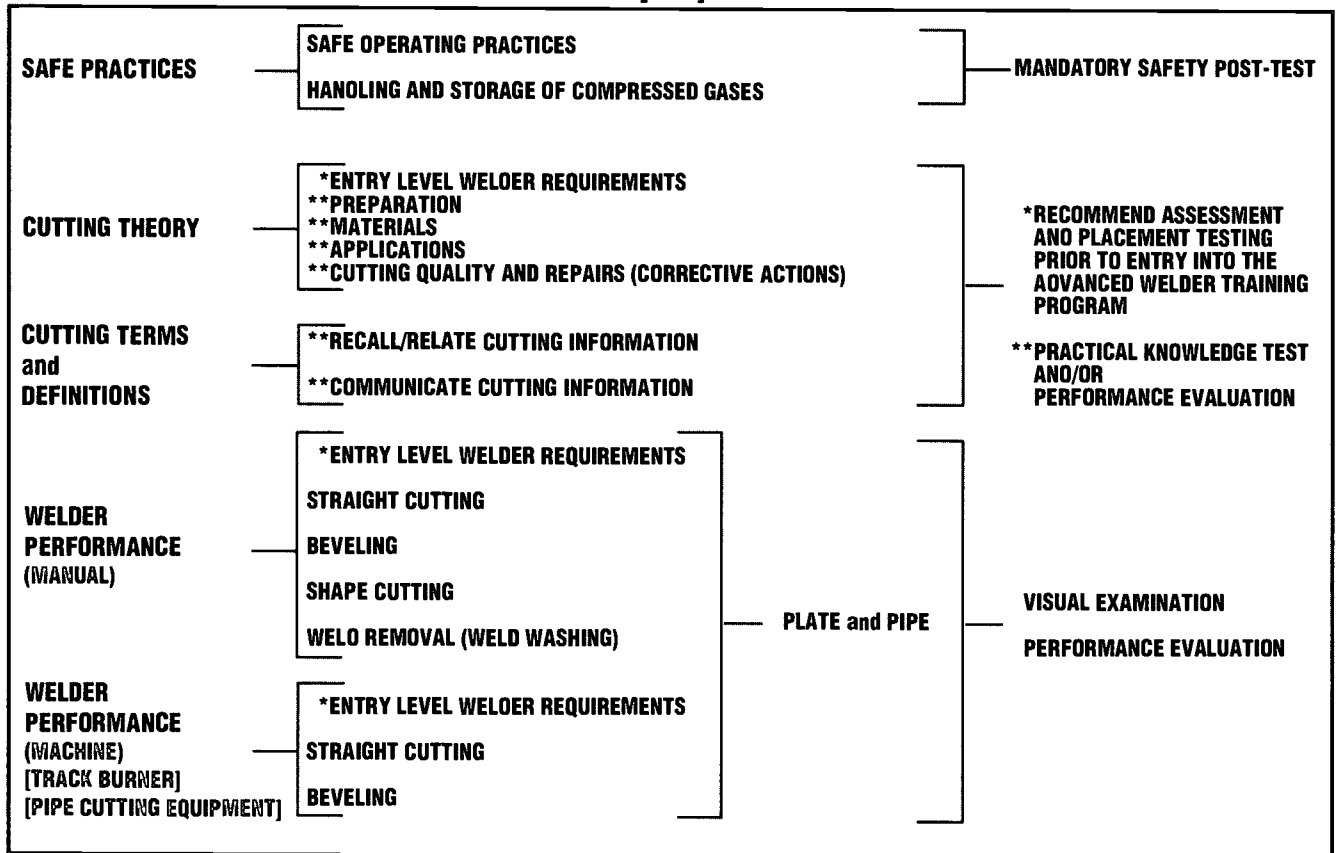 SAFE PRACTICES
SAFE OPERATING PRACTICES
HANOLING AND STORAGE OF COMPRESSED GASES
MANDATORY SAFETY POST-TEST
CUTTING THEORY
*ENTRY LEVEL WELOER REQUIREMENTS
**PREPARATION
**MATERIALS
**APPLICATIONS
**CUTTING QUALITY AND REPAIRS (CORRECTIVE ACTIONS)
CUTTING TERMS
and
DEFINITIONS
**RECALL/RELATE CUTTING INFORMATION
**COMMUNICATE CUTTING INFORMATION
*RECOMMEND ASSESSMENT
ANO PLACEMENT TESTING
PRIOR TO ENTRY INTO THE
AOVANCED WELDER TRAINING
PROGRAM
**PRACTICAL KNOWLEDGE TEST
ANO/OR
PERFORMANCE EVALUATION
WELDER
PERFORMANCE
(MANUAL)
*ENTRY LEVEL WELDER REQUIREMENTS
STRAIGHT CUTTING
BEVELING
SHAPE CUTTING
WELO REMOVAL (WELD WASHING)
WELDER
PERFORMANCE
(MACHINE)
[TRACK BURNER]
[PIPE CUTTING EQUIPMENT]
*ENTRY LEVEL WELOER REQUIREMENTS
STRAIGHT CUTTING
BEVELING
PLATE and PIPE
VISUAL EXAMINATION
PERFORMANCE EVALUATION